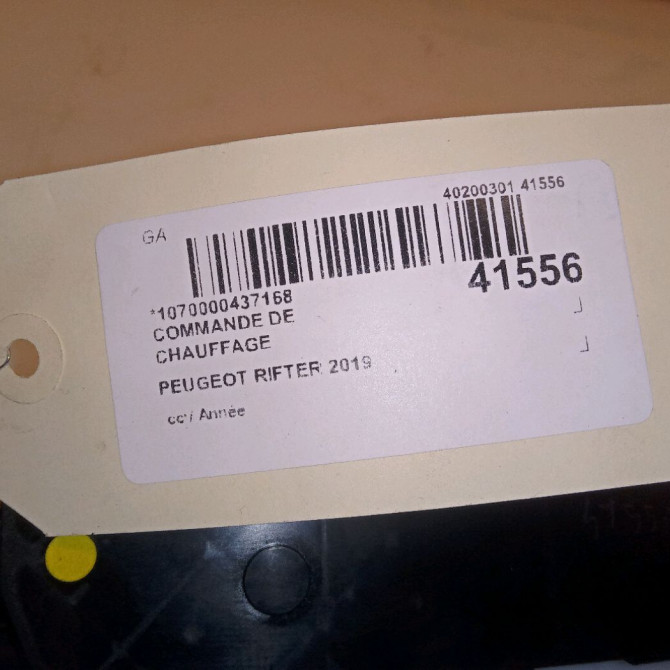 40200301 41556
GA
41556
*1070000437168
COMMANDE DE
CHAUFFAGE
PEUGEOT RIFTER 2019
cc / Année